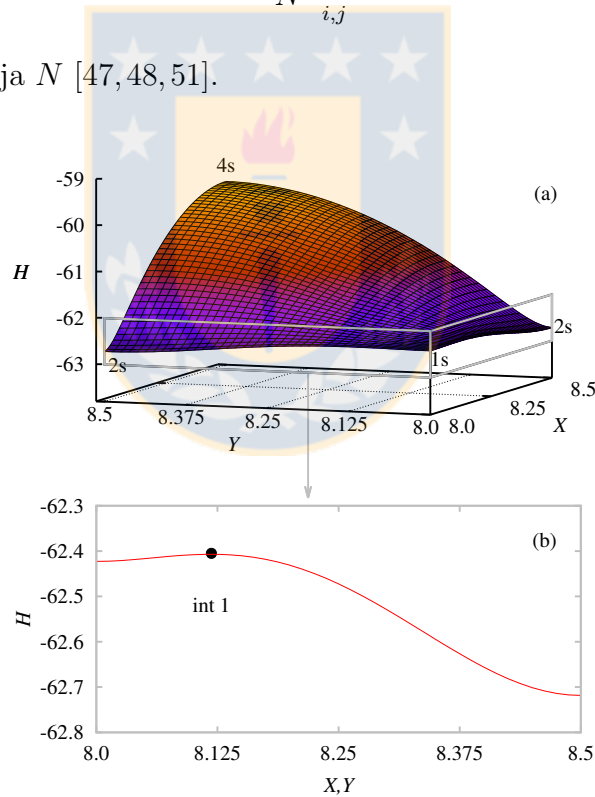 N
i,j
ja N [47, 48, 51].
4s
(a)
-59
-60
-61
-62
-63
H
2s
1s
2s
8.5
8.375
8.25
8.125
8.0
Y
8.0
8.25
8.5
X
-62.3
-62.4
-62.5
-62.6
-62.7
-62.8
H
(b)
int 1
8.0
8.125
8.25
8.375
8.5
X,Y